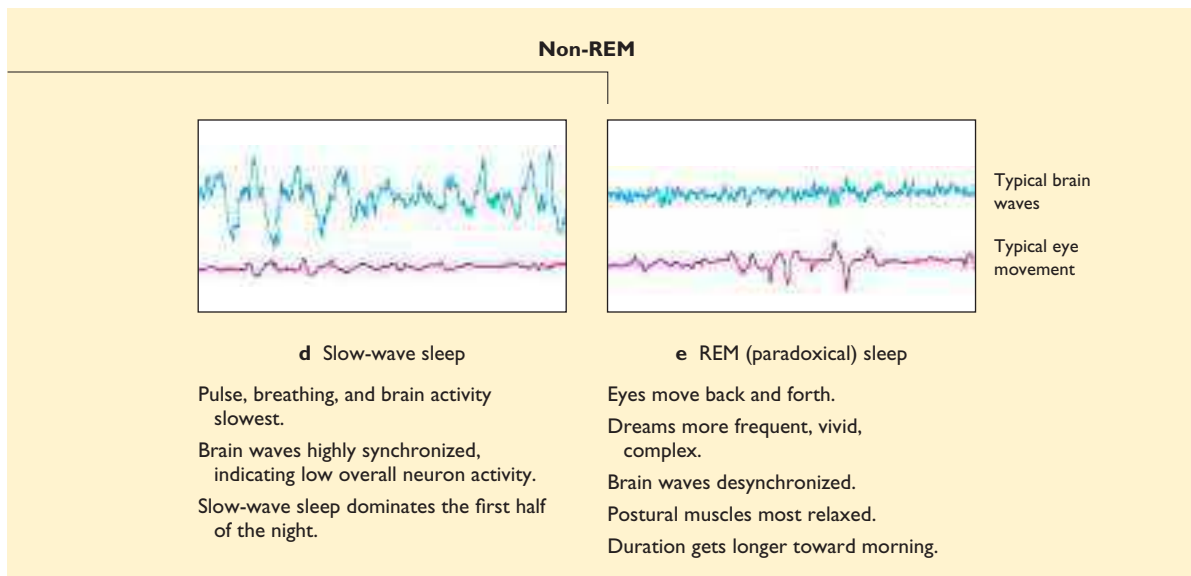 Non-REM
Typical brain
waves
Typical eye
movement
d Slow-wave sleep
Pulse, breathing, and brain activity
slowest.
Brain waves highly synchronized,
indicating low overall neuron activity.
Slow-wave sleep dominates the first half
of the night.
e REM (paradoxical) sleep
Eyes move back and forth.
Dreams more frequent, vivid,
complex.
Brain waves desynchronized.
Postural muscles most relaxed.
Duration gets longer toward morning.